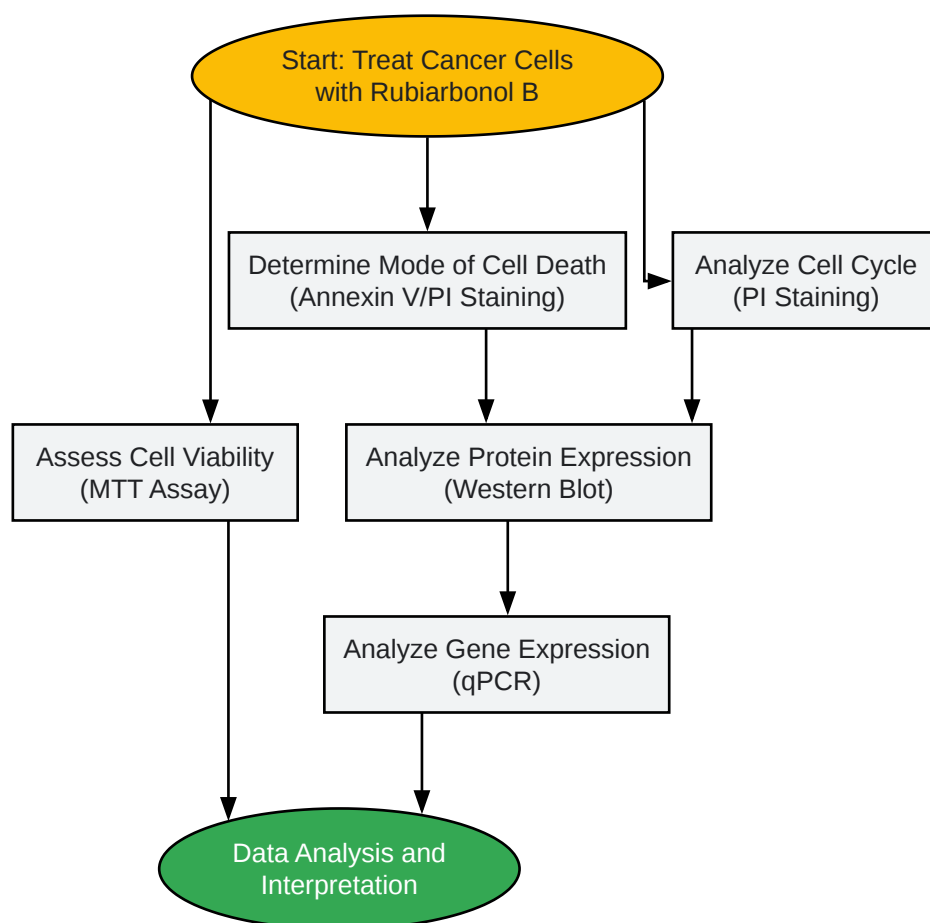 Start: Treat Cancer Cells
with Rubiarbonol B
Determine Mode of Cell Death
(Annexin V/PI Staining)
Analyze Cell Cycle
(PI Staining)
Assess Cell Viability
(MTT Assay)
Analyze Protein Expression
(Western Blot)
Analyze Gene Expression
(qPCR)
Data Analysis and
Interpretation